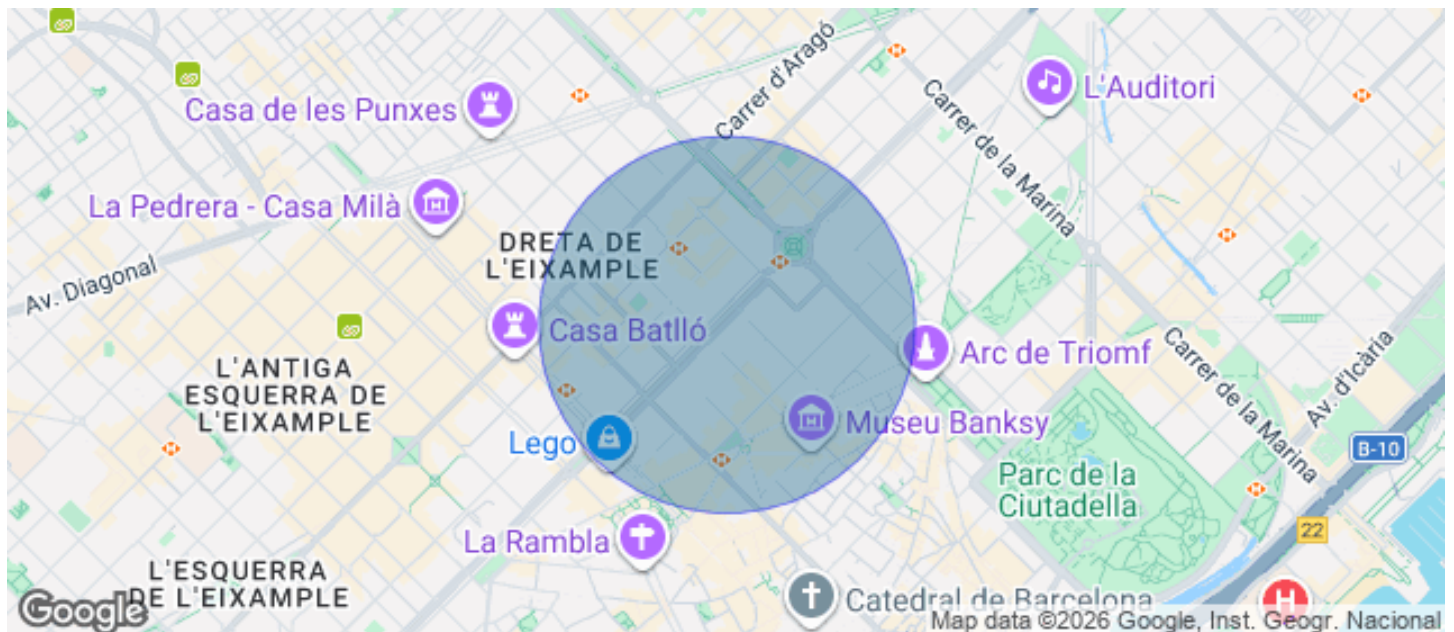 Carrer d'Aragó
L'Auditori
Casa de les Punxes
Carrer de la Marina
La Pedrera - Casa Milà
DRETA DE
L'EIXAMPLE
Av. Diagonal
Casa Batlló
Arc de Triomf
L'ANTIGA
ESQUERRA DE
L'EIXAMPLE
Carrer de la Marina
Av. d'Icària
Lego
Museu Banksy
B-10
Parc de la
Ciutadella
La Rambla
22
L'ESQUERRA
DE L'EIXAMPLE
Catedral de Barcelona
H
Google
Map data ©2026 Google, Inst. Geogr. Nacional